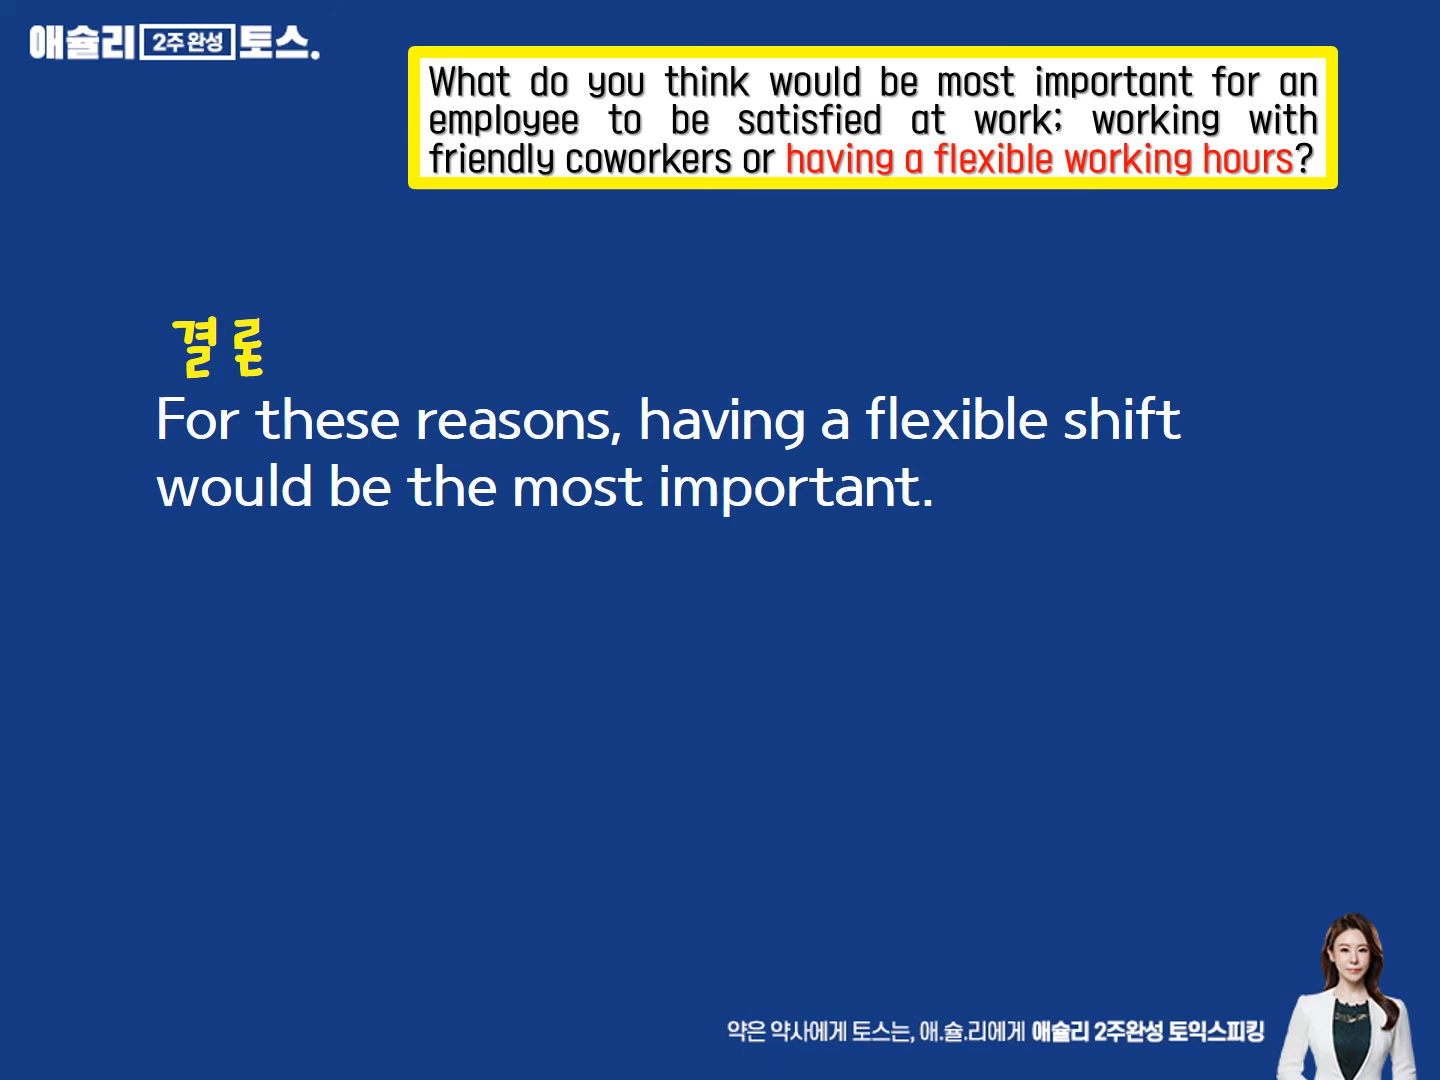 애슐리 2주 완성 토스.
What do you think would be most important for an
employee to be satisfied at work; working with
friendly coworkers or having a flexible working hours?
결론
For these reasons, having a flexible shift
would be the most important.
약은 약사에게 토스는, 애.슐.리에게 애슐리 2주완성 토익스피킹